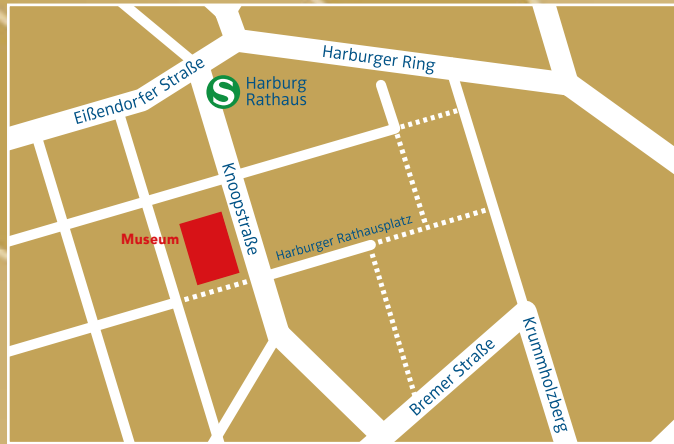 Harburger Ring
Eißendorfer Straße
S
Harburg
Rathaus
Knoopstraße
Museum
Harburger Rathausplatz
Bremer Straße
Krummholzberg